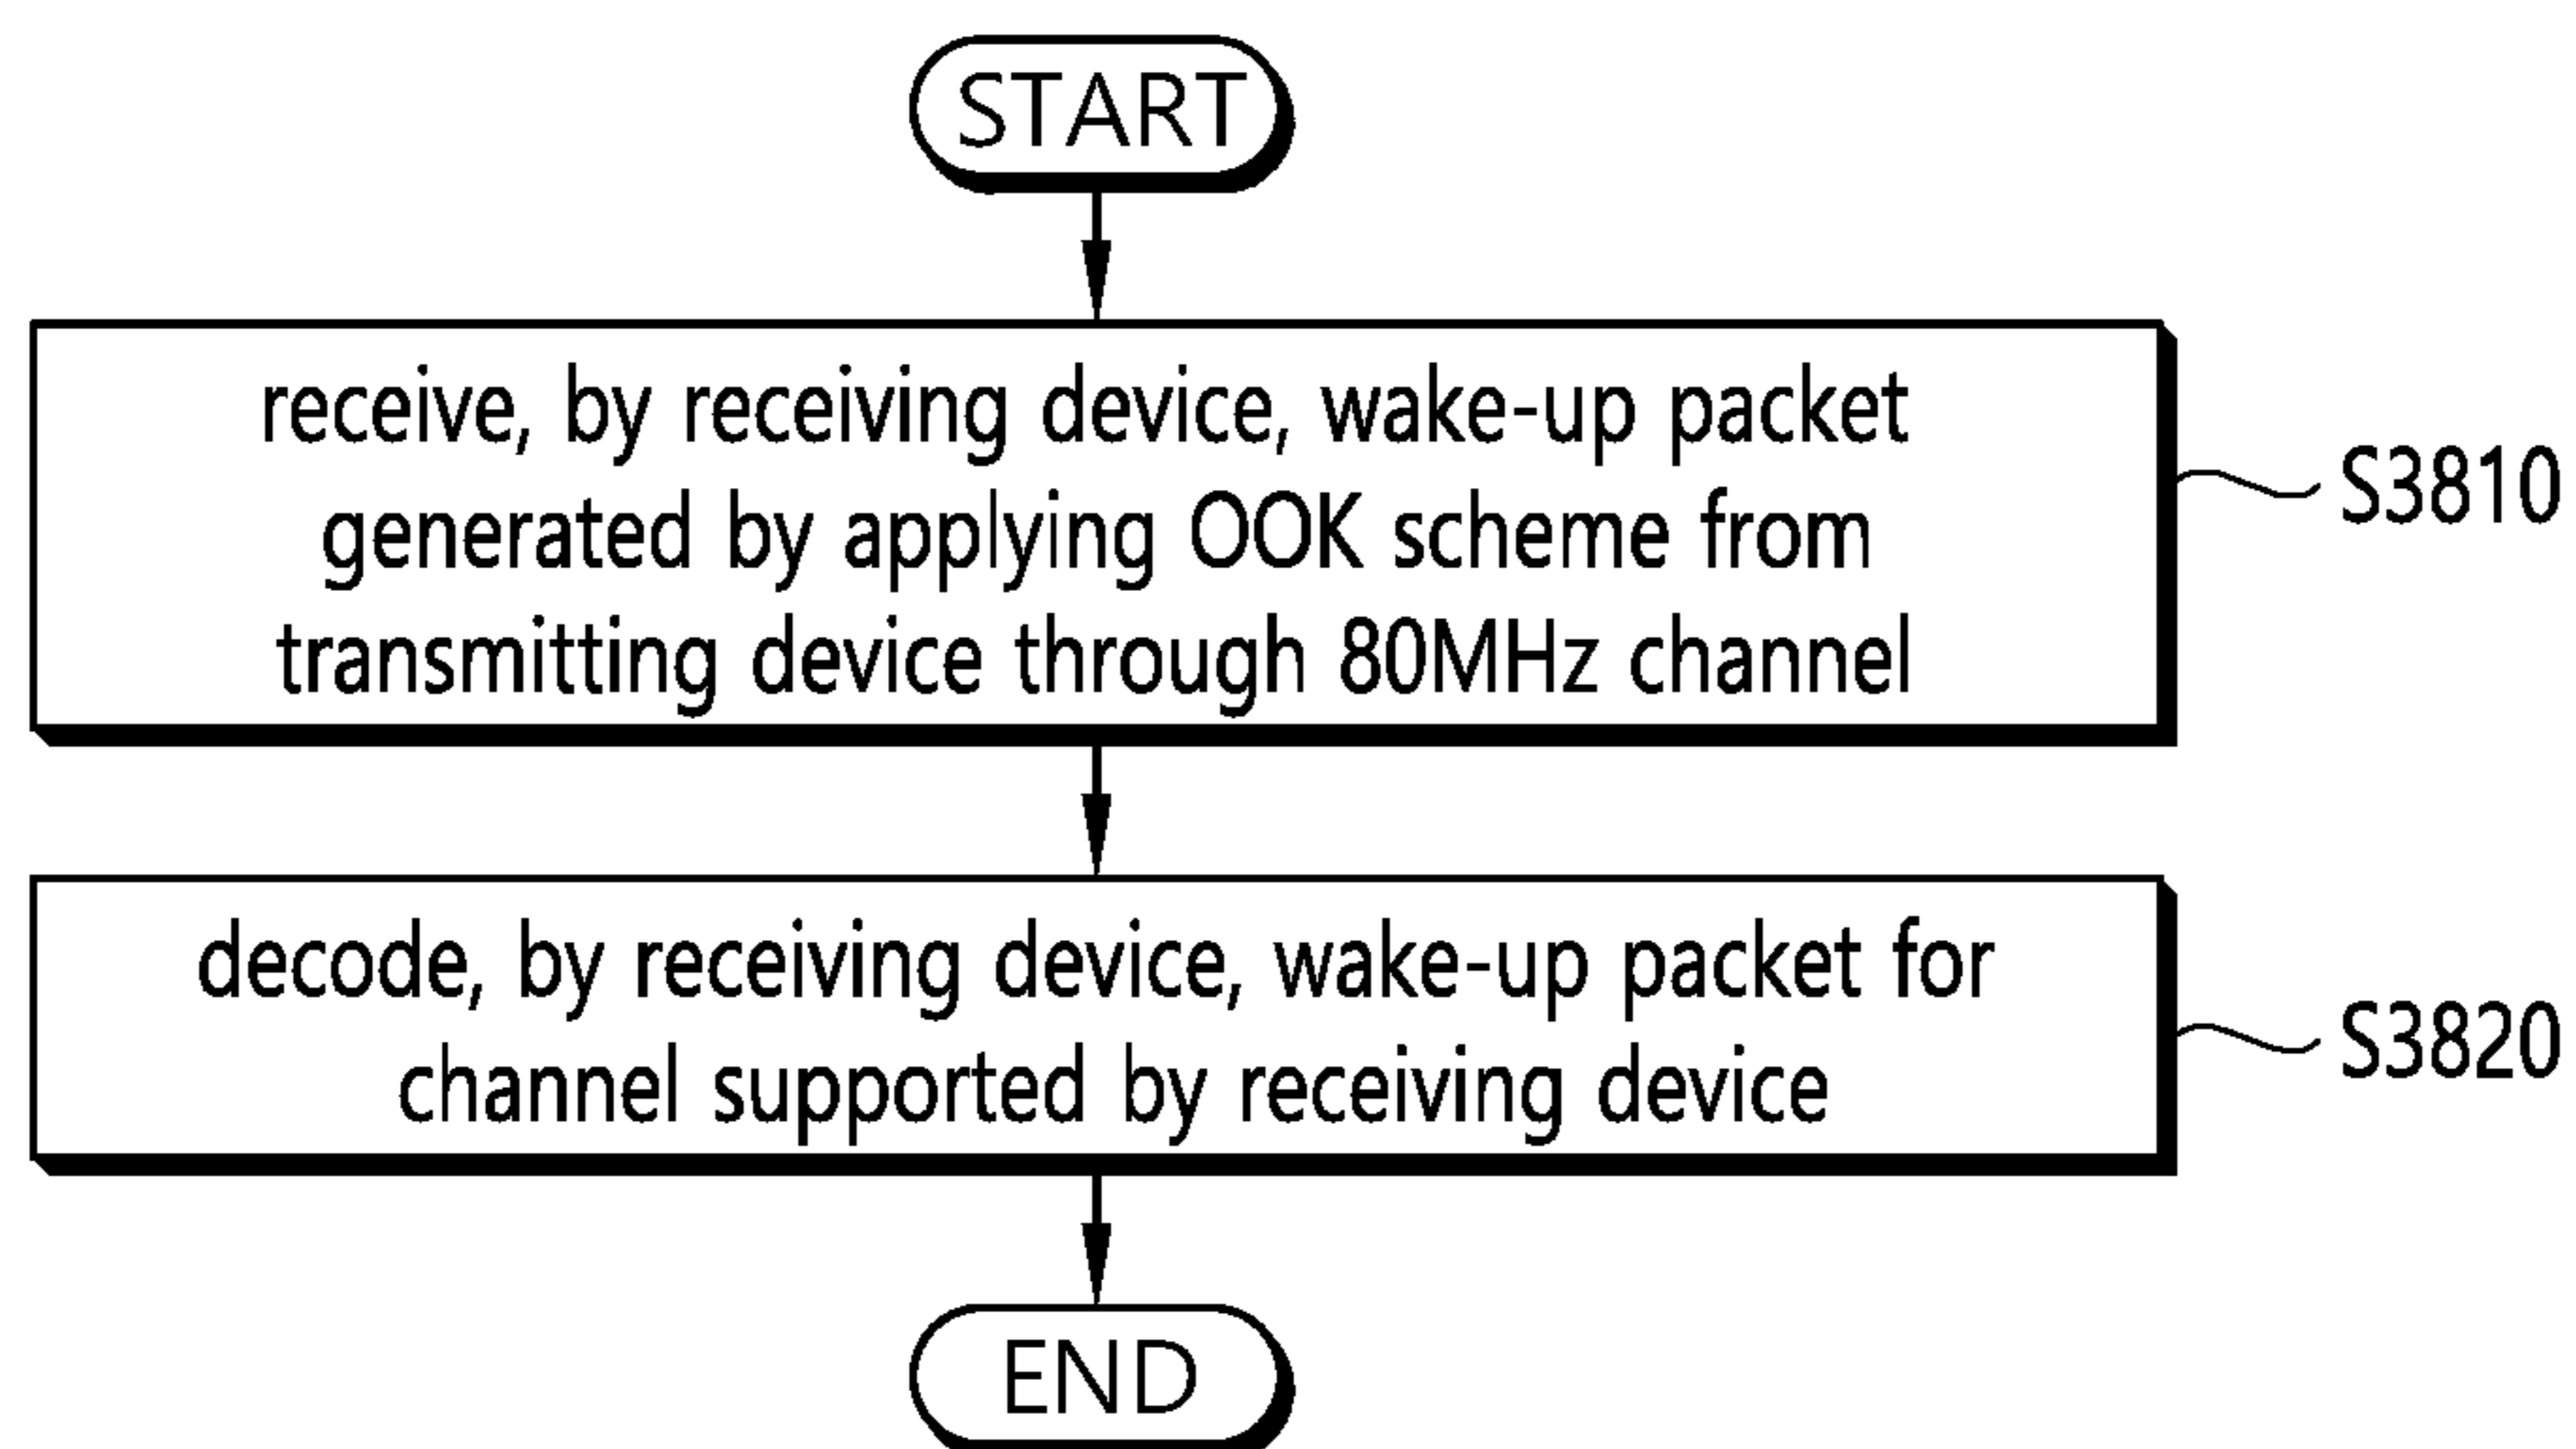 START
receive, by receiving device, wake-up packet
generated by applying OOK scheme from
transmitting device through 80MHz channel
S3810
decode, by receiving device, wake-up packet for
channel supported by receiving device
S3820
END